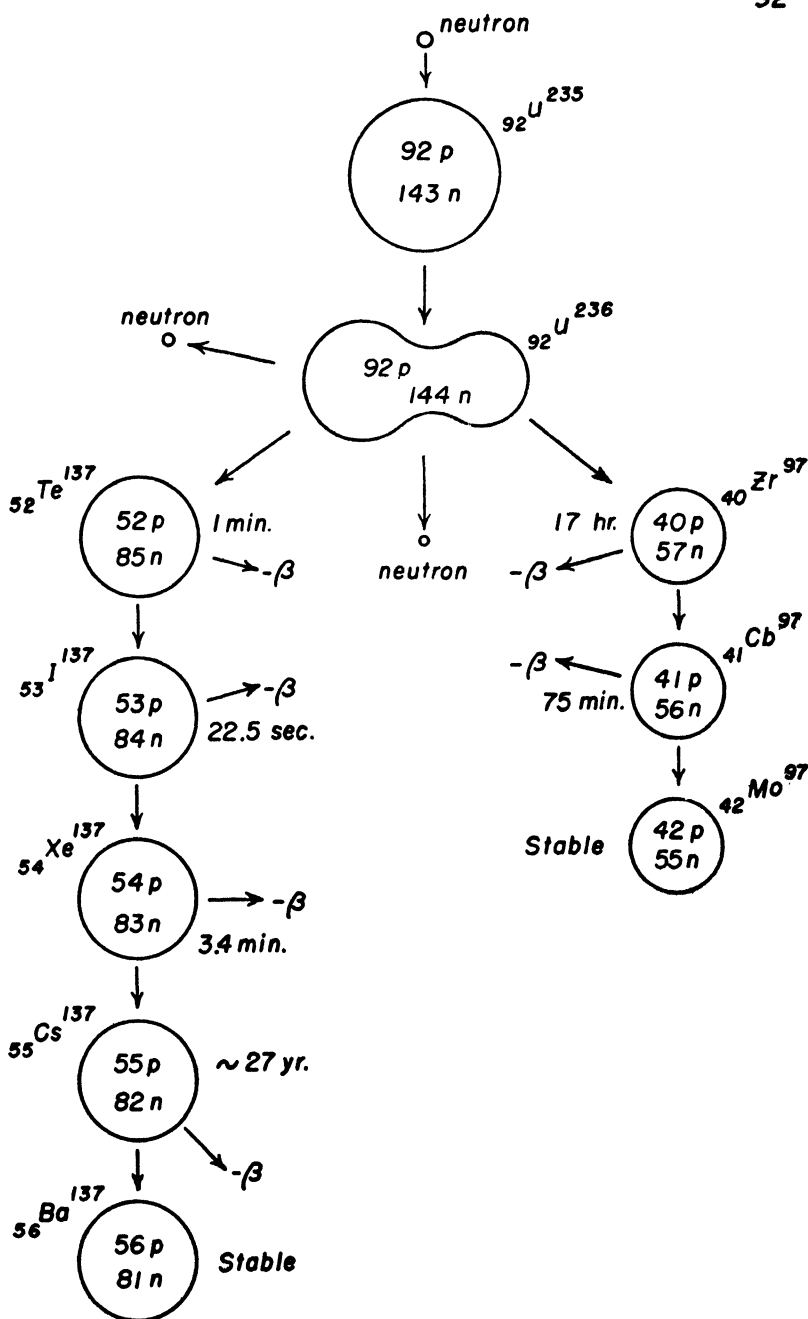 52
neutron
92U235
92 p
143 n
neutron
92U236
92 p
144 n
52Te137
52 p
85 n
1 min.
-β
neutron
40Zr97
17 hr.
40 p
57 n
-β
53I137
53 p
84 n
-β
22.5 sec.
41Cb97
-β
75 min.
41 p
56 n
42Mo97
Stable
42 p
55 n
54Xe137
54 p
83 n
-β
3.4 min.
55Cs137
55 p
82 n
~ 27 yr.
-β
56Ba137
56 p
81 n
Stable